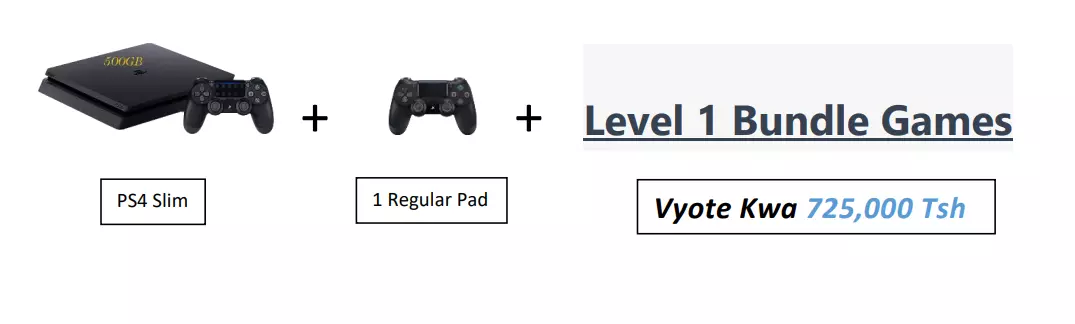 500GB
Level 1 Bundle Games
PS4 Slim
1 Regular Pad
Vyote Kwa 725,000 Tsh